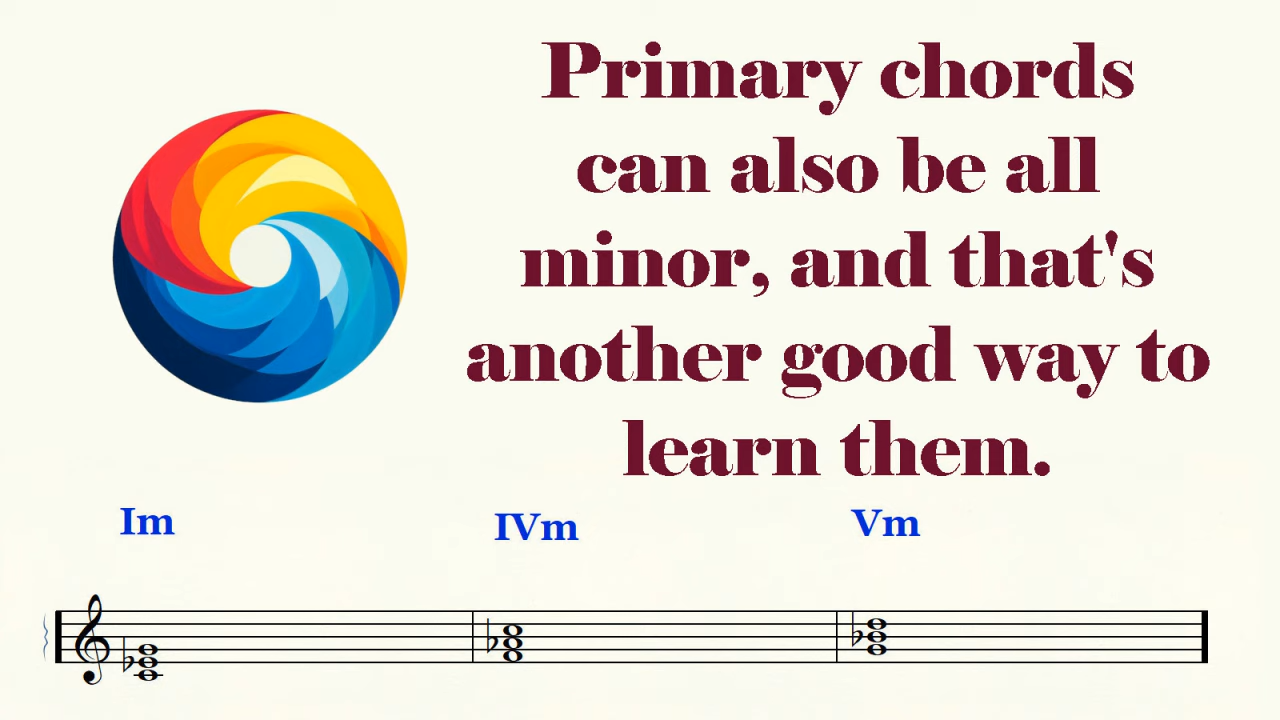 Primary chords
can also be all
minor, and that's
another good way to
learn them.
Im IVm Vm